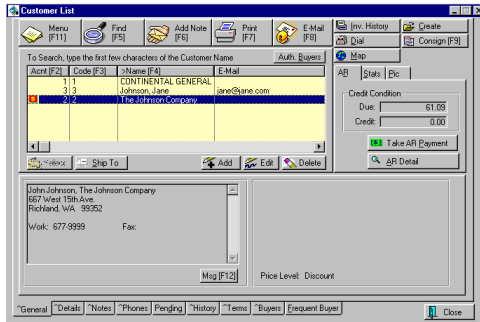 Customer List
Menu [F11]
Find [F5]
Add Note [F6]
Print [F7]
E-Mail [F8]
Inv. History
Create
Dial
Consign [F9]
Map
To Search, type the first few characters of the Customer Name
Auth. Buyers
Acnt [F2] Code [F3] >Name [F4] E-Mail
1 1 CONTINENTAL GENERAL
3 3 Johnson, Jane jane@jane.com
2 2 The Johnson Company
AR Stats Pic
Credit Condition
Due: 61.09
Credit: 0.00
Take AR Payment
AR Detail
Select
Ship To
Add
Edit
Delete
John Johnson, The Johnson Company
667 West 15th Ave.
Richland, WA 99352
Work: 677-9999 Fax:
Msg [F12]
Price Level: Discount
^General ^Details ^Notes ^Phones Pending ^History ^Terms ^Buyers Frequent Buyer
Close